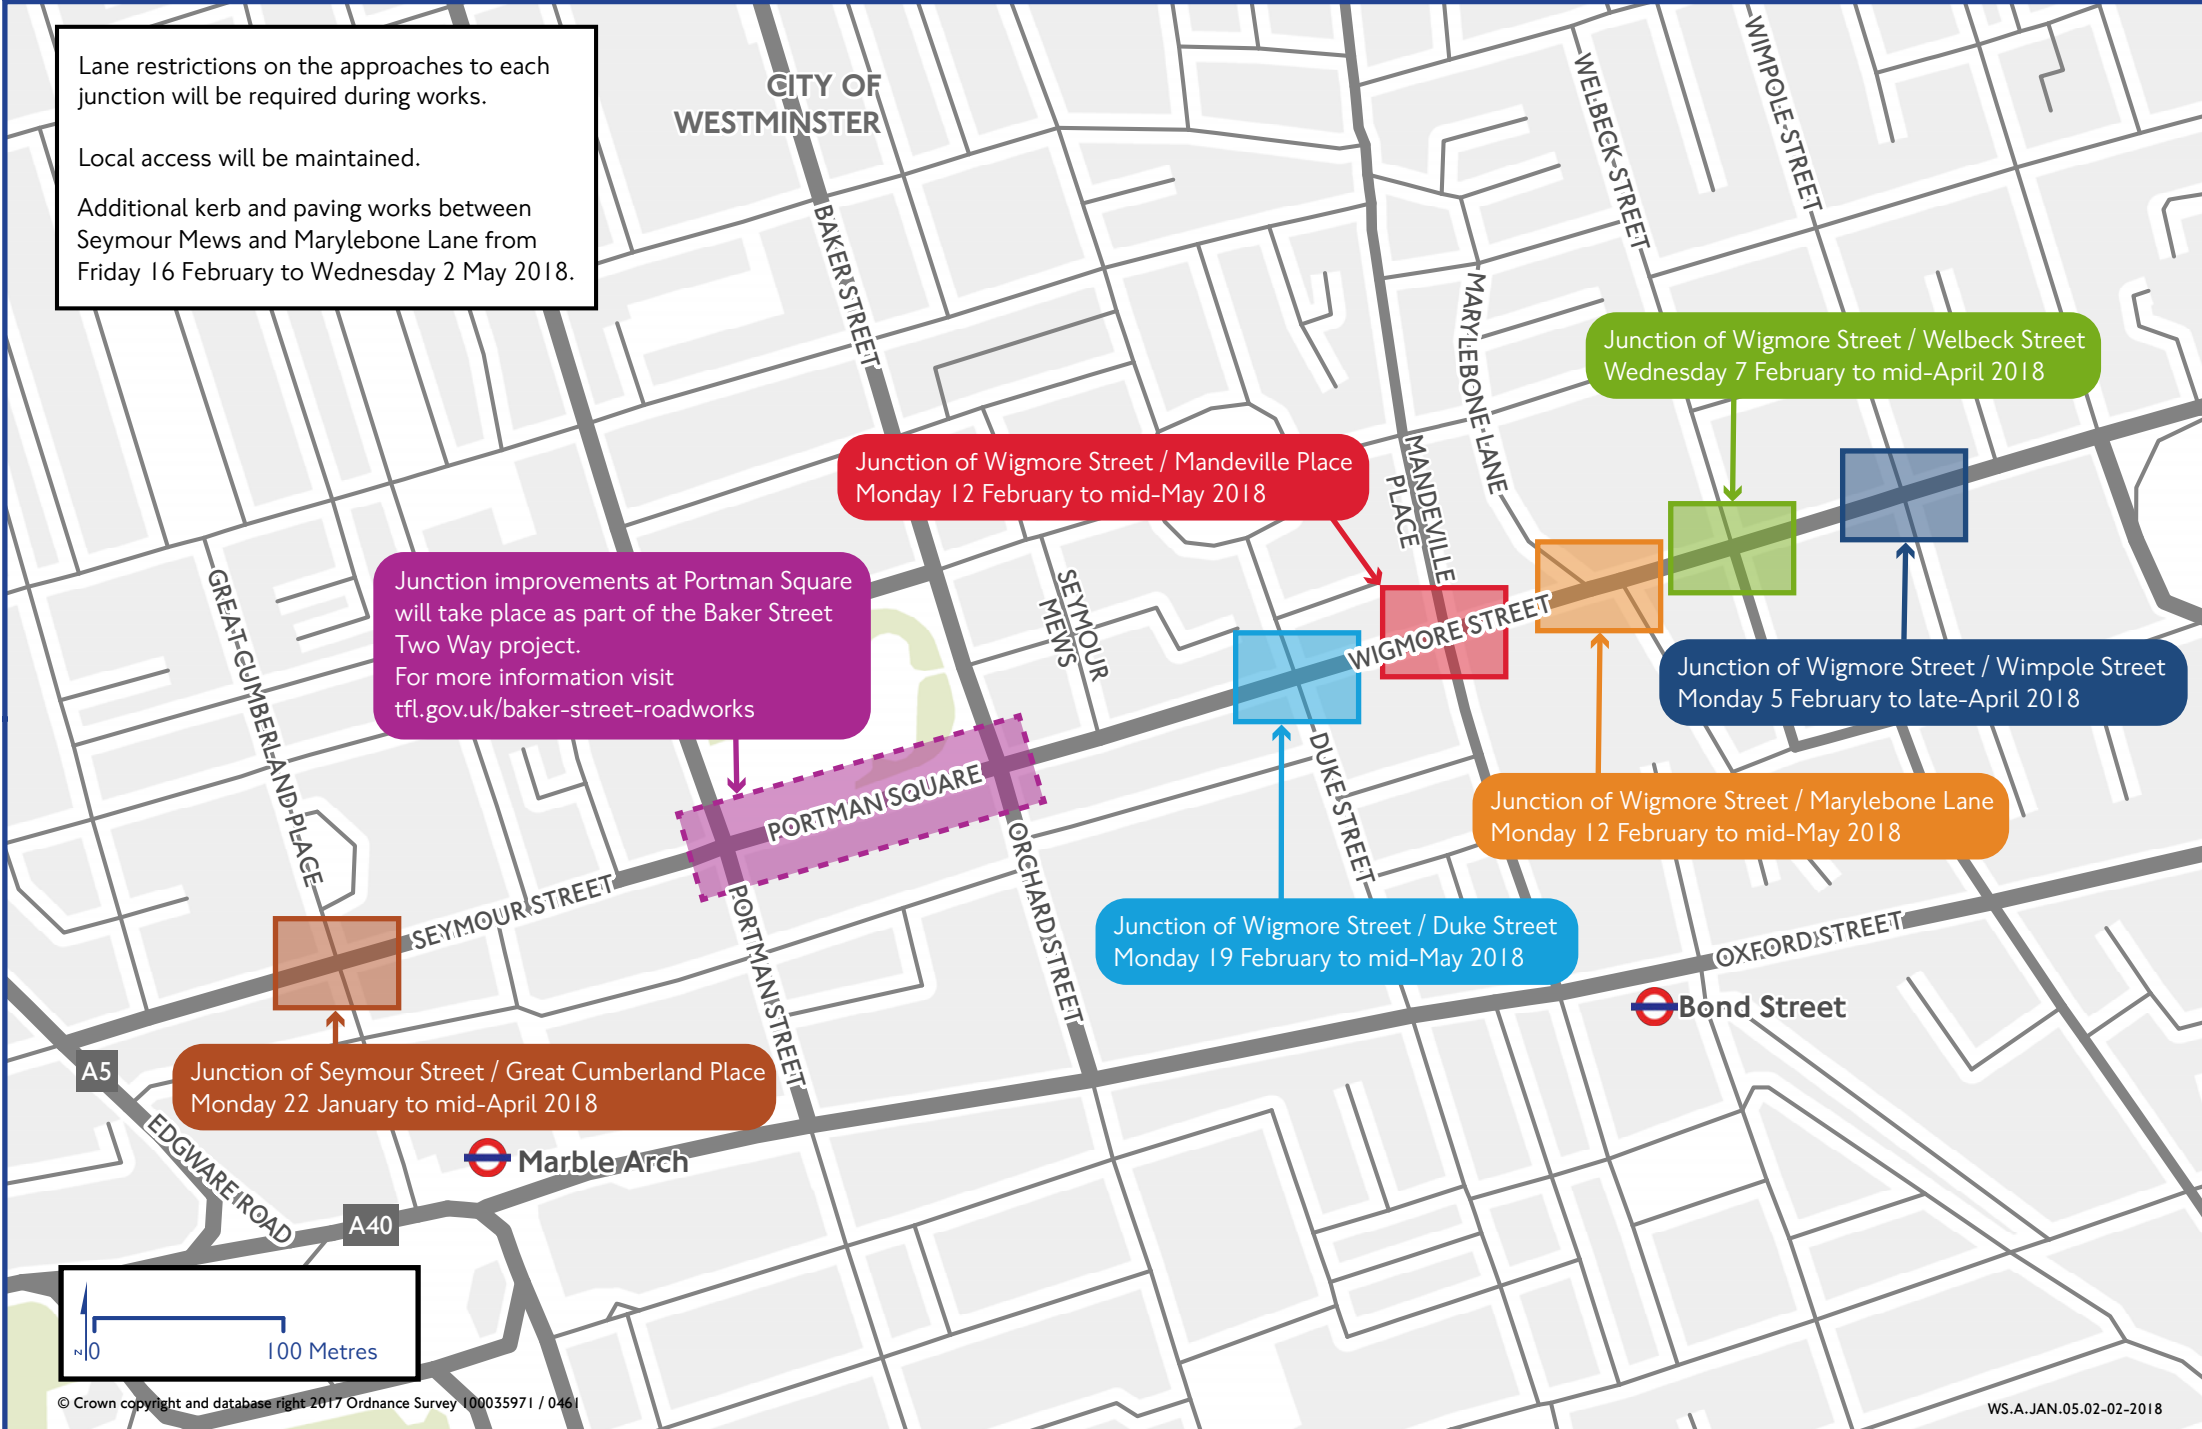 Lane restrictions on the approaches to each
junction will be required during works.
Local access will be maintained.
Additional kerb and paving works between
Seymour Mews and Marylebone Lane from
Friday 16 February to Wednesday 2 May 2018.
CITY OF
WESTMINSTER
BAKER STREET
WELBECK STREET
WIMPOLE STREET
MARYLEBONE LANE
Junction of Wigmore Street / Welbeck Street
Wednesday 7 February to mid-April 2018
Junction of Wigmore Street / Mandeville Place
Monday 12 February to mid-May 2018
MANDEVILLE
PLACE
GREAT CUMBERLAND PLACE
Junction improvements at Portman Square
will take place as part of the Baker Street
Two Way project.
For more information visit
tfl.gov.uk/baker-street-roadworks
SEYMOUR
MEWS
WIGMORE STREET
Junction of Wigmore Street / Wimpole Street
Monday 5 February to late-April 2018
PORTMAN SQUARE
DUKE STREET
Junction of Wigmore Street / Marylebone Lane
Monday 12 February to mid-May 2018
SEYMOUR STREET
PORTMAN STREET
ORCHARD STREET
Junction of Wigmore Street / Duke Street
Monday 19 February to mid-May 2018
OXFORD STREET
Bond Street
A5
Junction of Seymour Street / Great Cumberland Place
Monday 22 January to mid-April 2018
EDGWARE ROAD
Marble Arch
A40
N
0
100 Metres
© Crown copyright and database right 2017 Ordnance Survey 100035971 / 0461
WS.A.JAN.05.02-02-2018